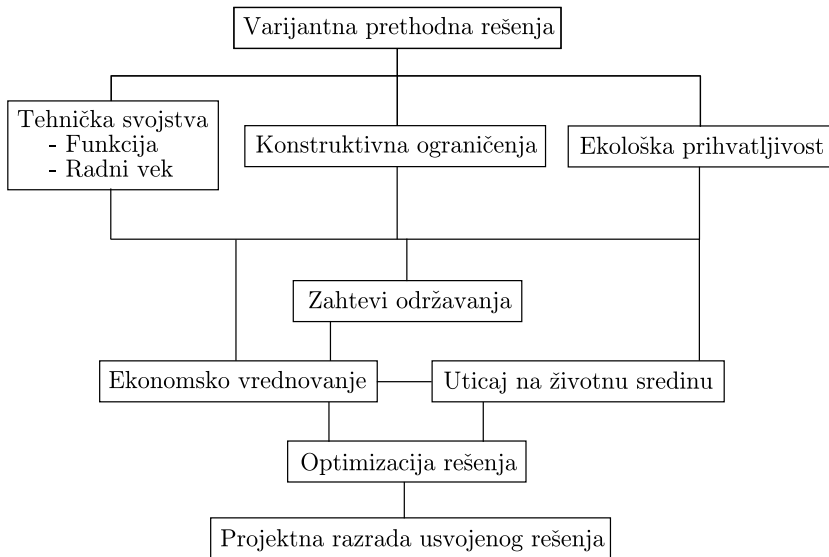 Varijantna prethodna rešenja
Tehnička svojstva
- Funkcija
- Radni vek
Konstruktivna ograničenja
Ekološka prihvatljivost
Zahtevi održavanja
Ekonomsko vrednovanje
Uticaj na životnu sredinu
Optimizacija rešenja
Projektna razrada usvojenog rešenja